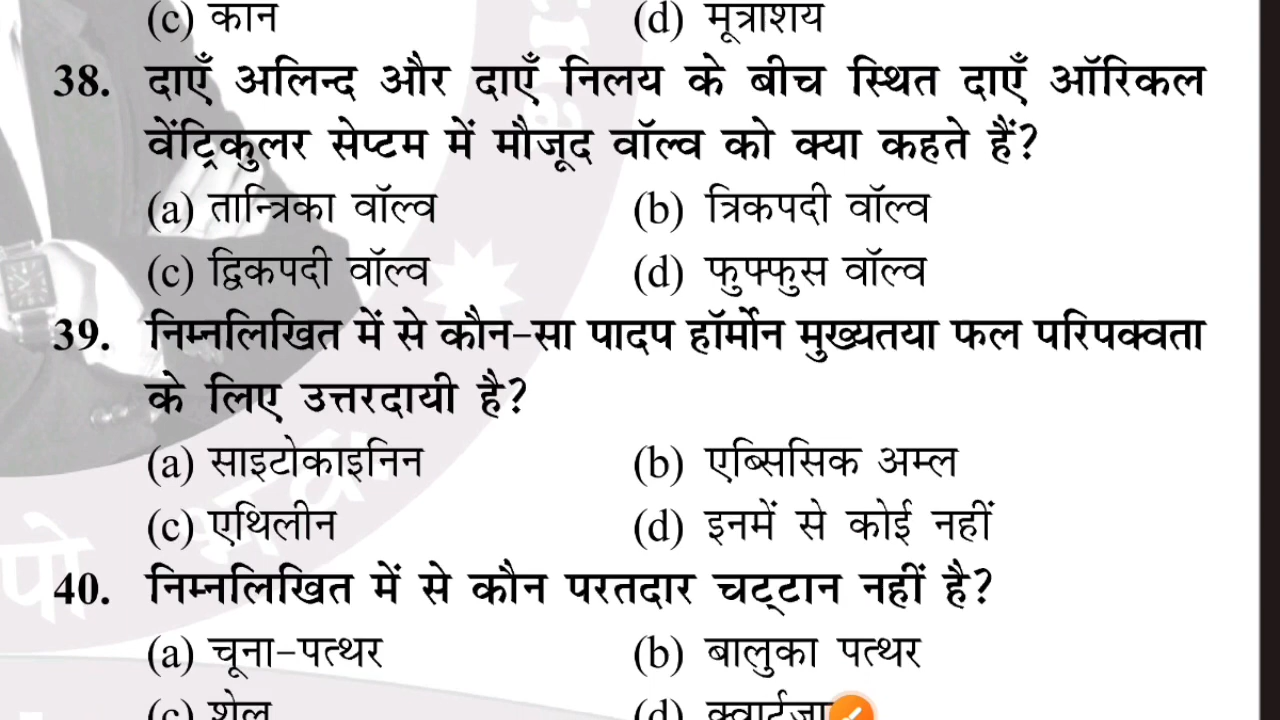 (c) कान (d) मूत्राशय
38. दाएँ अलिन्द और दाएँ निलय के बीच स्थित दाएँ ऑरिकल
वेंट्रिकुलर सेप्टम में मौजूद वॉल्व को क्या कहते हैं?
(a) तान्त्रिका वॉल्व (b) त्रिकपदी वॉल्व
(c) द्विकपदी वॉल्व (d) फुफ्फुस वॉल्व
39. निम्नलिखित में से कौन-सा पादप हॉर्मोन मुख्यतया फल परिपक्वता
के लिए उत्तरदायी है?
(a) साइटोकाइनिन (b) एब्सिसिक अम्ल
(c) एथिलीन (d) इनमें से कोई नहीं
40. निम्नलिखित में से कौन परतदार चट्टान नहीं है?
(a) चूना-पत्थर (b) बालुका पत्थर
(c) शेल (d)